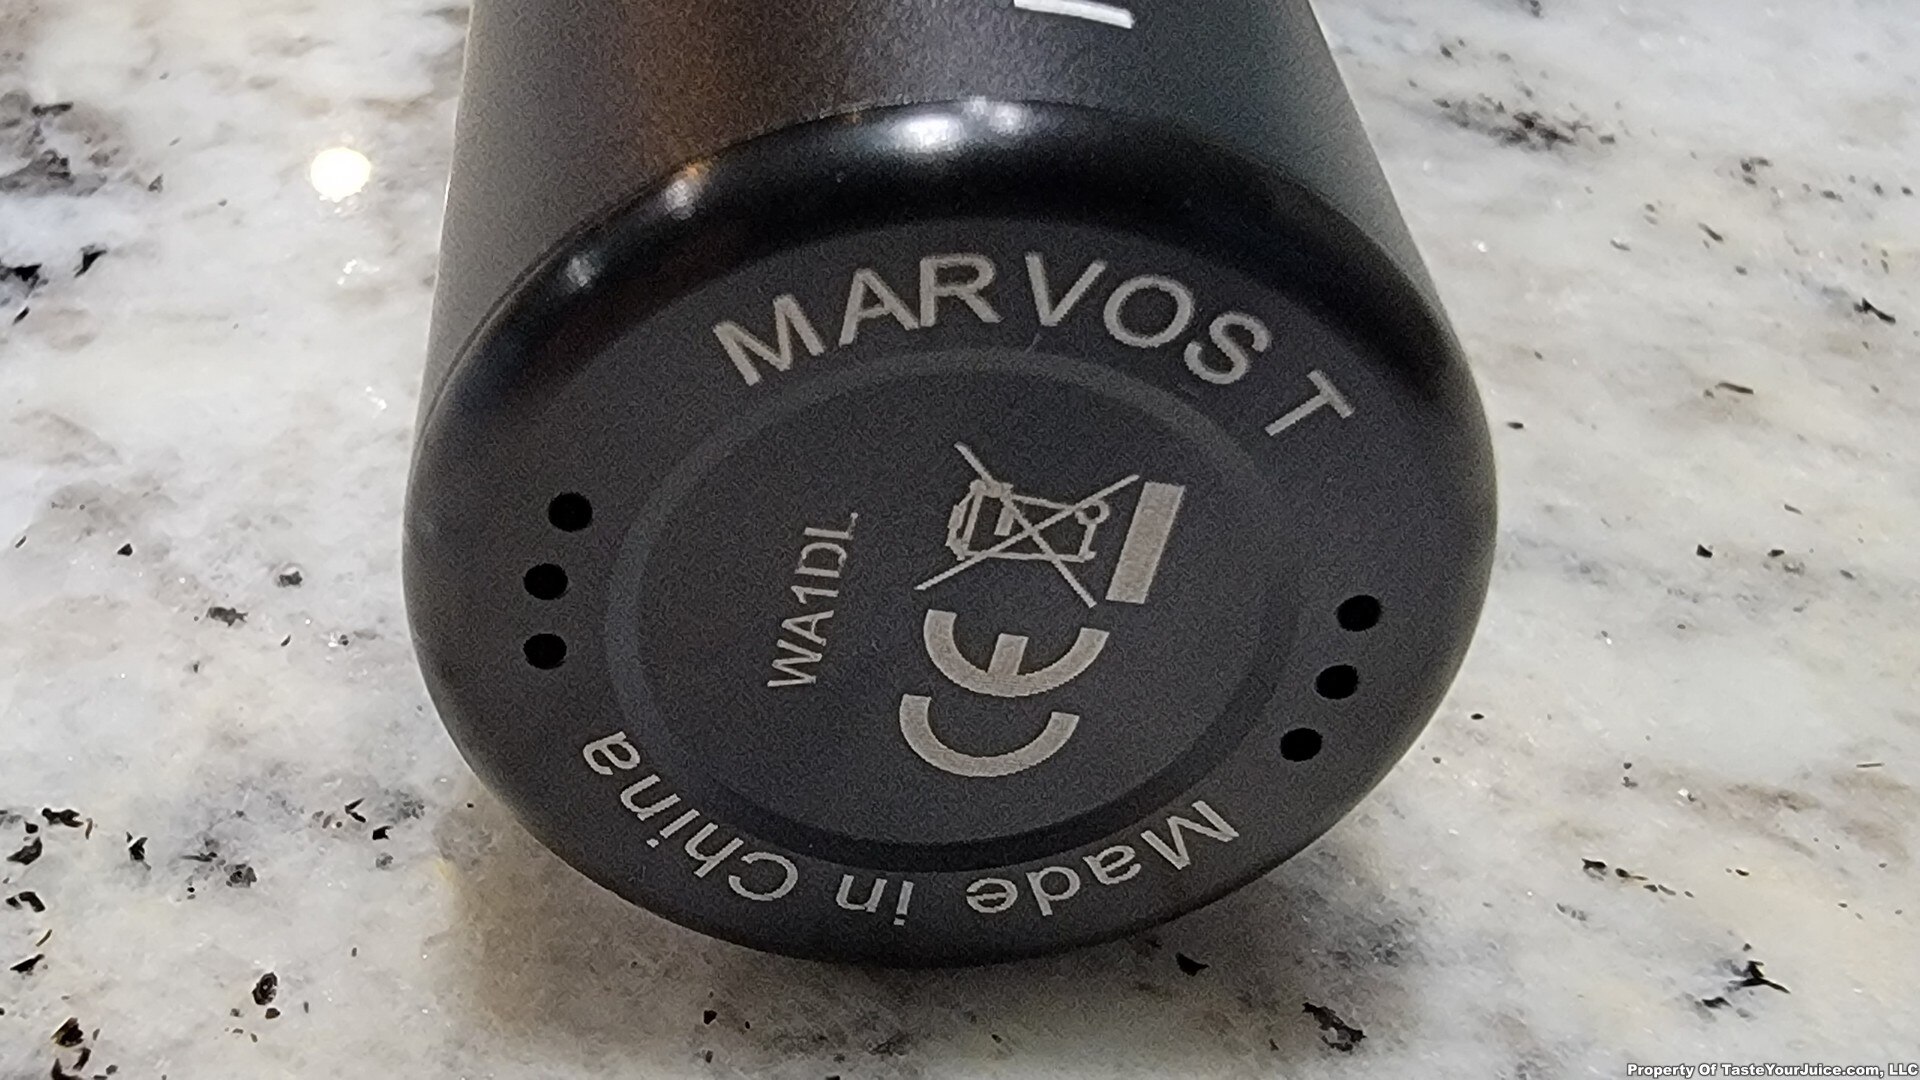 MARVOS T
WA1DL
CE
Made in China
Property Of TasteYourJuice.com, LLC